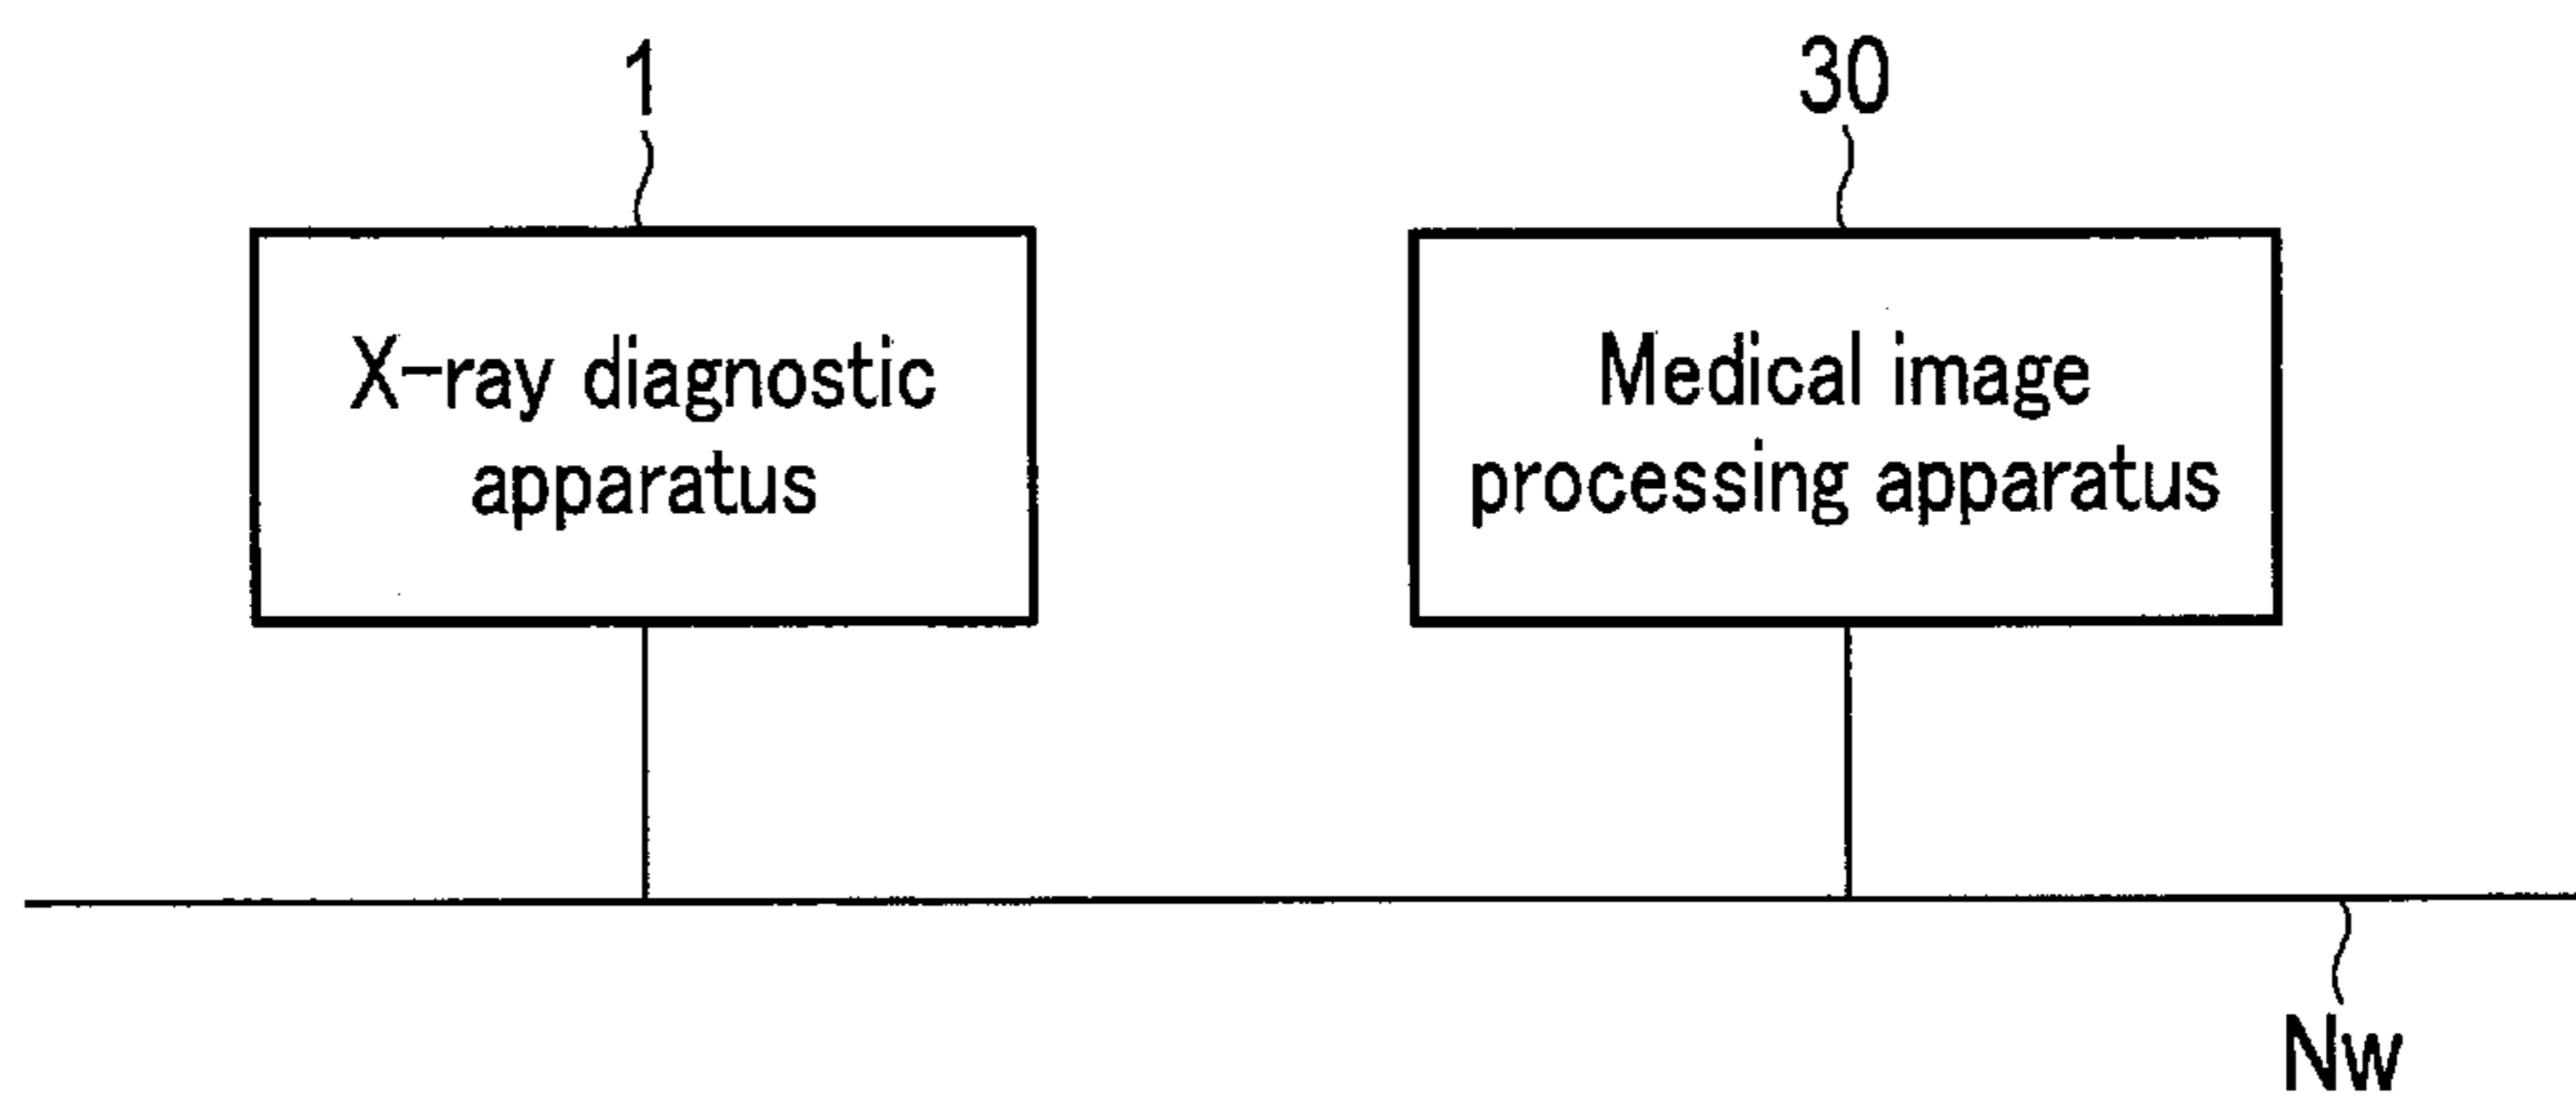 1
30
X-ray diagnostic
apparatus
Medical image
processing apparatus
Nw